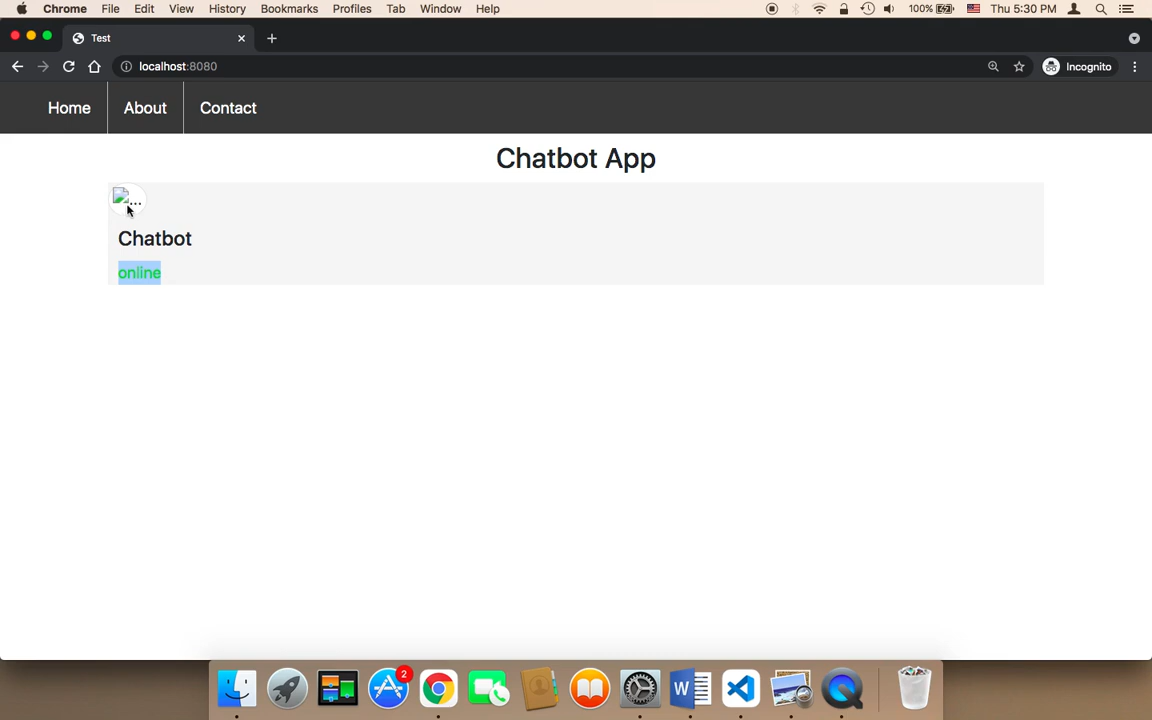 Chrome File Edit View History Bookmarks Profiles Tab Window Help 100% Thu 5:30 PM
Test
localhost:8080 Incognito
Home About Contact
Chatbot App
...
Chatbot
online
2
W